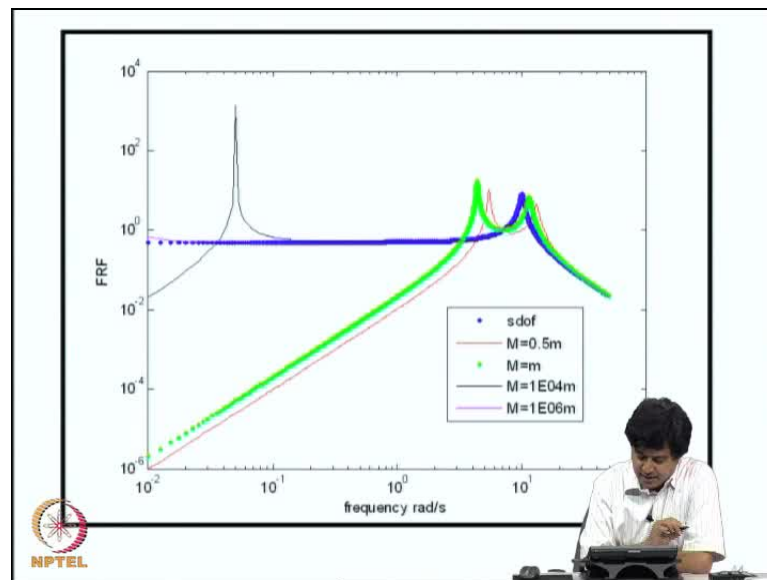 10^4
10^2
10^0
10^-2
10^-4
10^-6
FRF
sdof
M=0.5m
M=m
M=1E04m
M=1E06m
10^-2 10^-1 10^0 10^1
frequency rad/s
NPTEL